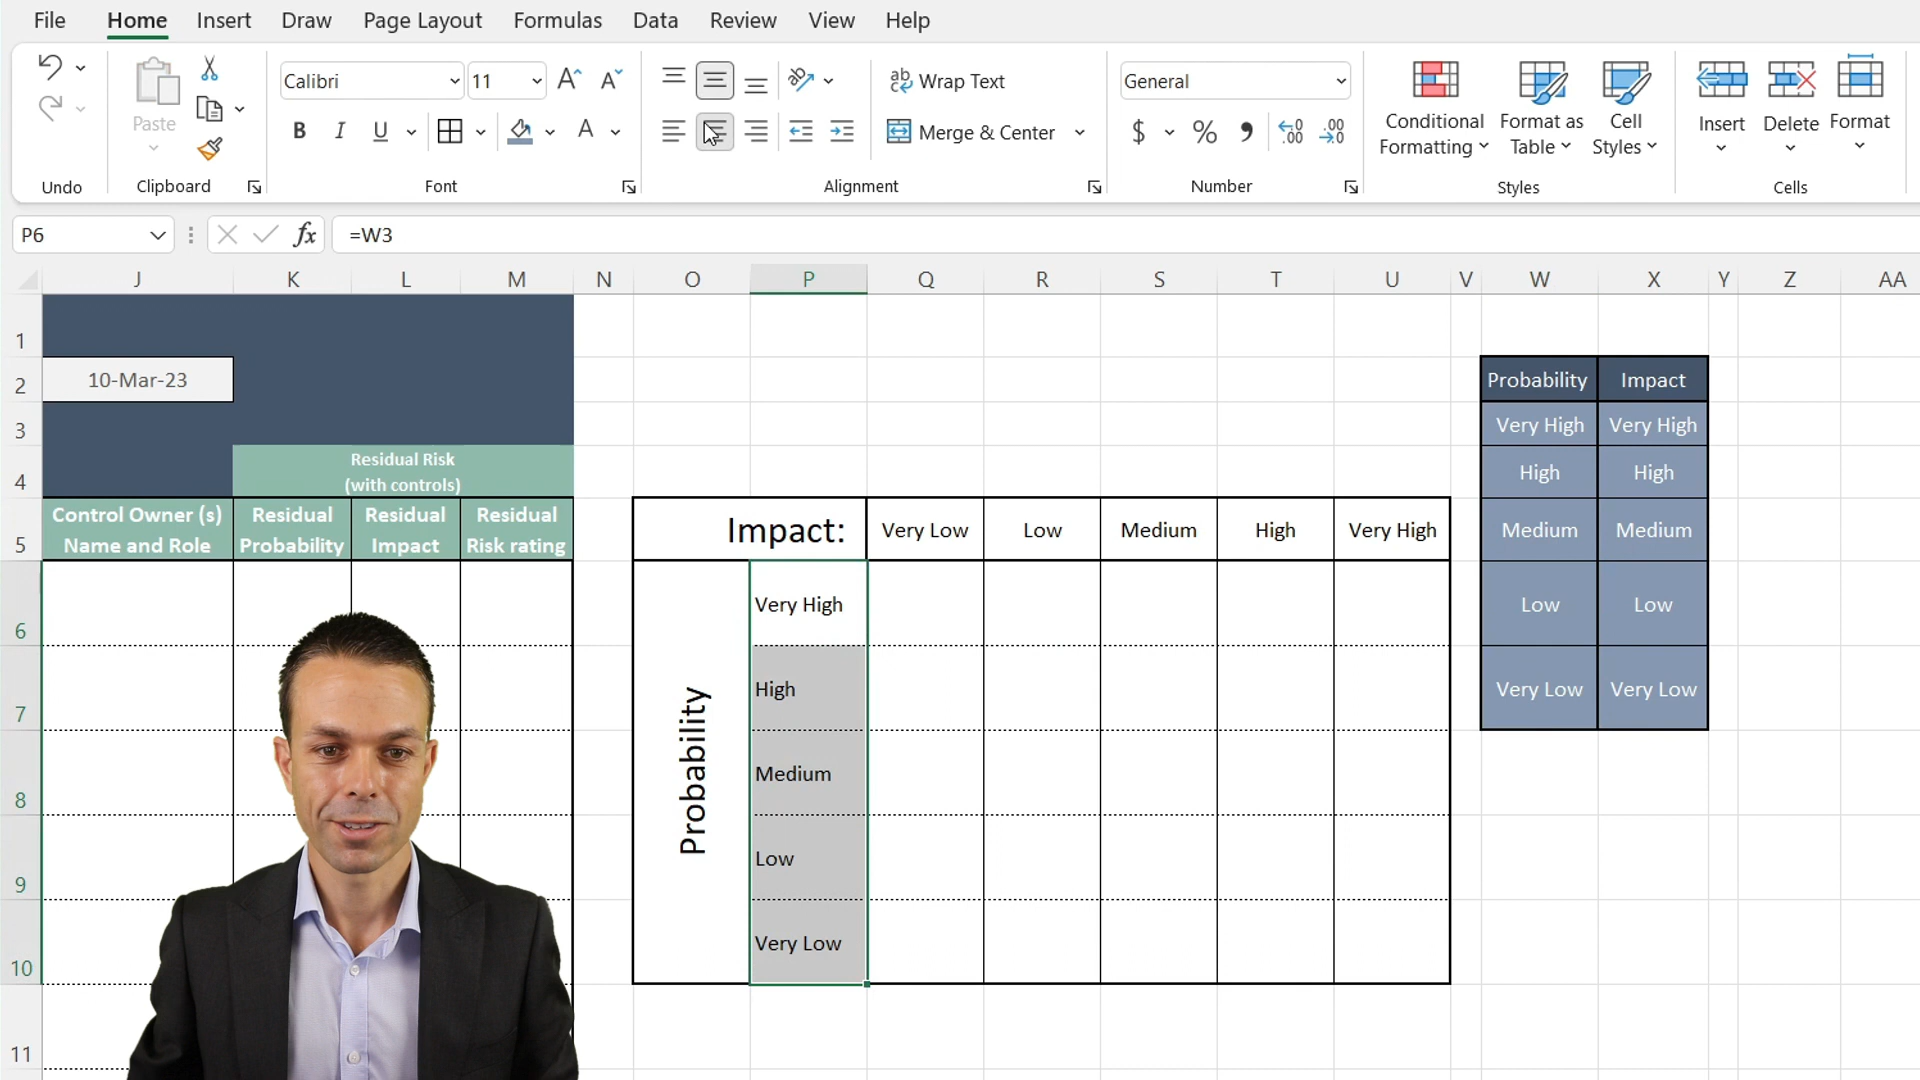 File Home Insert Draw Page Layout Formulas Data Review View Help
Calibri 11 Wrap Text General
Paste Merge & Center $ % Conditional Formatting Format as Table Cell Styles Insert Delete Format
Undo Clipboard Font Alignment Number Styles Cells
P6 fx =W3
J K L M N O P Q R S T U V W X Y Z AA
1
2 10-Mar-23 Probability Impact
3 Very High Very High
Residual Risk
4 (with controls) High High
Control Owner (s) Residual Residual Residual
5 Name and Role Probability Impact Risk rating Impact: Very Low Low Medium High Very High Medium Medium
6 Very High Low Low
7 High Very Low Very Low
Probability
8 Medium
9 Low
10 Very Low
11